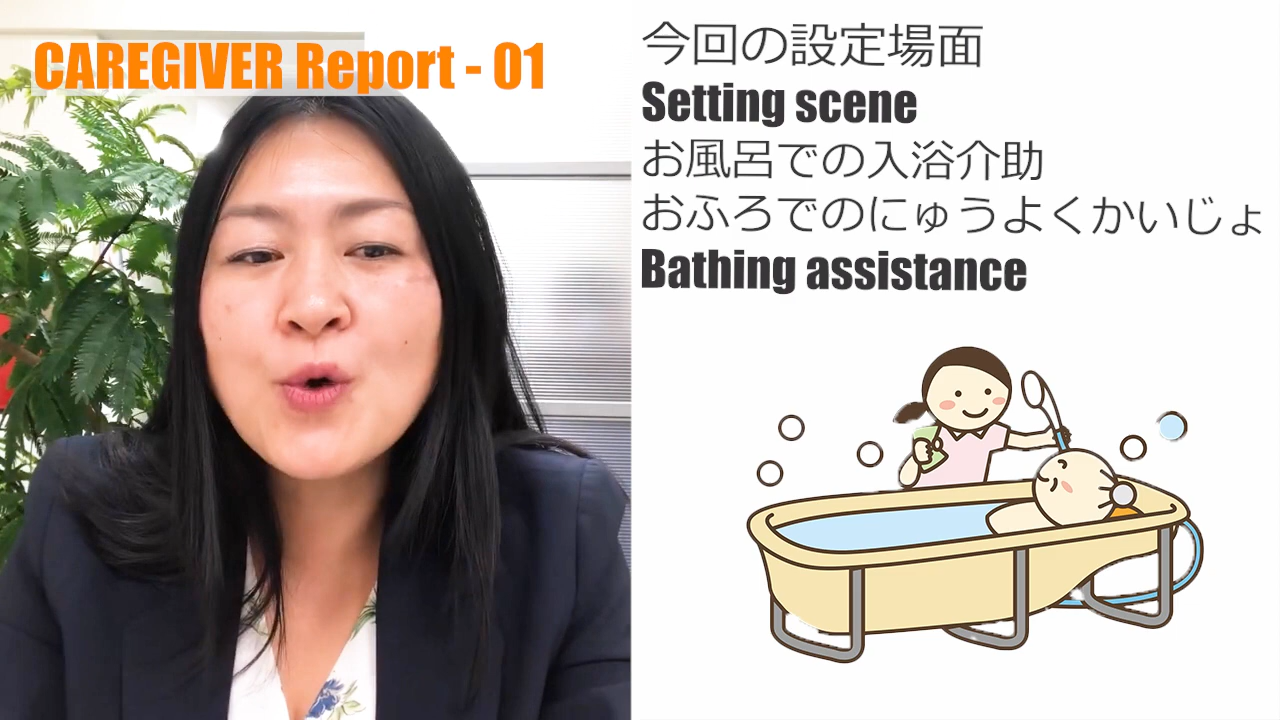 CAREGIVER Report - 01
今回の設定場面
Setting scene
お風呂での入浴介助
おふろでのにゅうよくかいじょ
Bathing assistance